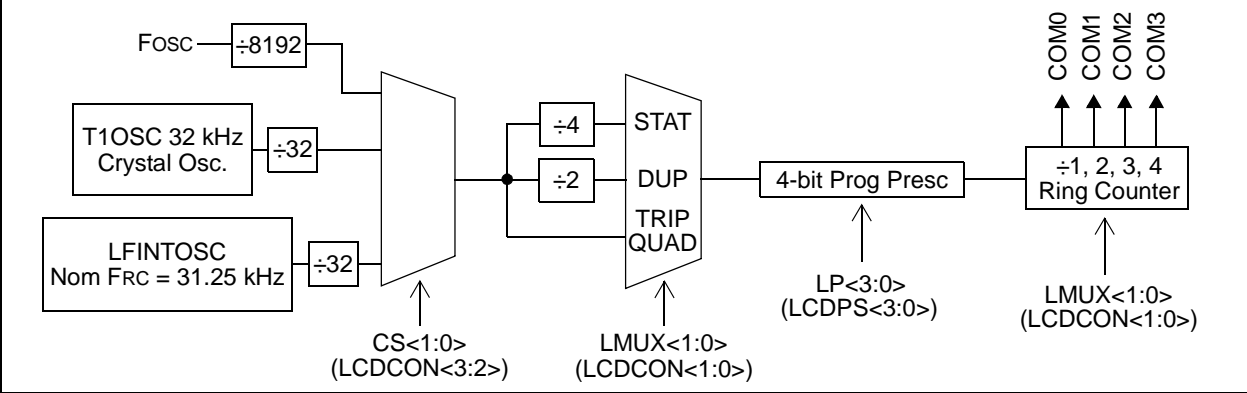 FOSC
÷8192
T1OSC 32 kHz
Crystal Osc.
÷32
LFINTOSC
Nom FRC = 31.25 kHz
÷32
CS<1:0>
(LCDCON<3:2>)
÷4
÷2
STAT
DUP
TRIP
QUAD
LMUX<1:0>
(LCDCON<1:0>)
4-bit Prog Presc
LP<3:0>
(LCDPS<3:0>)
COM0
COM1
COM2
COM3
÷1, 2, 3, 4
Ring Counter
LMUX<1:0>
(LCDCON<1:0>)